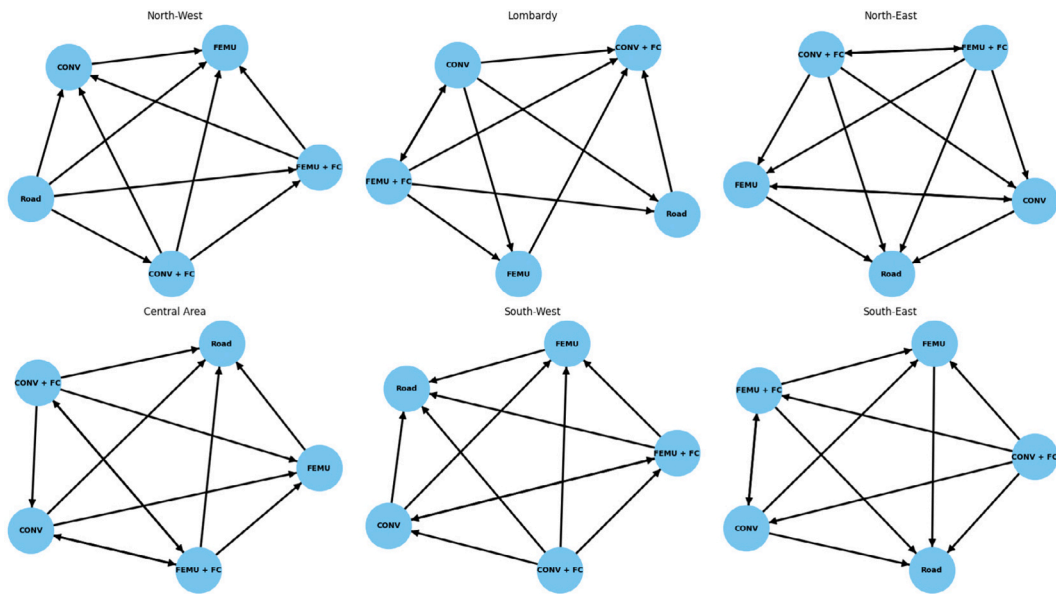 North-West
FEMU
CONV
FEMU + FC
Road
CONV + FC
Lombardy
CONV + FC
CONV
FEMU + FC
Road
FEMU
North-East
FEMU + FC
CONV + FC
FEMU
CONV
Road
Central Area
Road
CONV + FC
FEMU
CONV
FEMU + FC
South-West
FEMU
Road
FEMU + FC
CONV
CONV + FC
South-East
FEMU
FEMU + FC
CONV + FC
CONV
Road